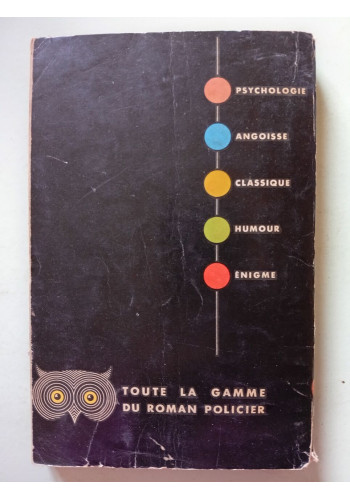 PSYCHOLOGIE
ANGOISSE
CLASSIQUE
HUMOUR
ÉNIGME
TOUTE LA GAMME
DU ROMAN POLICIER